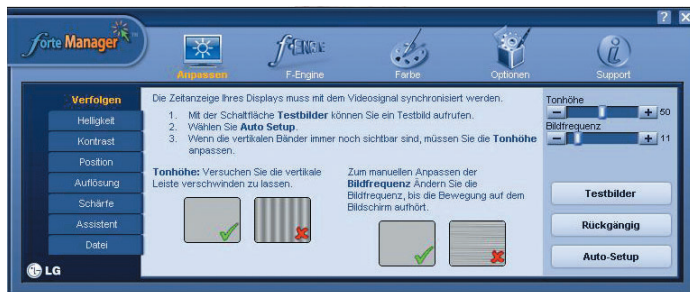 forte Manager
Anpassen
F-ENGINE
F-Engine
Farbe
Optionen
Support
Verfolgen
Helligkeit
Kontrast
Position
Auflösung
Schärfe
Assistent
Datei
LG
Die Zeitanzeige Ihres Displays muss mit dem Videosignal synchronisiert werden.
1. Mit der Schaltfläche Testbilder können Sie ein Testbild aufrufen.
2. Wählen Sie Auto Setup.
3. Wenn die vertikalen Bänder immer noch sichtbar sind, müssen Sie die Tonhöhe
anpassen.
Tonhöhe: Versuchen Sie die vertikale
Leiste verschwinden zu lassen.
Zum manuellen Anpassen der
Bildfrequenz Ändern Sie die
Bildfrequenz, bis die Bewegung auf dem
Bildschirm aufhört.
Tonhöhe
50
Bildfrequenz
11
Testbilder
Rückgängig
Auto-Setup